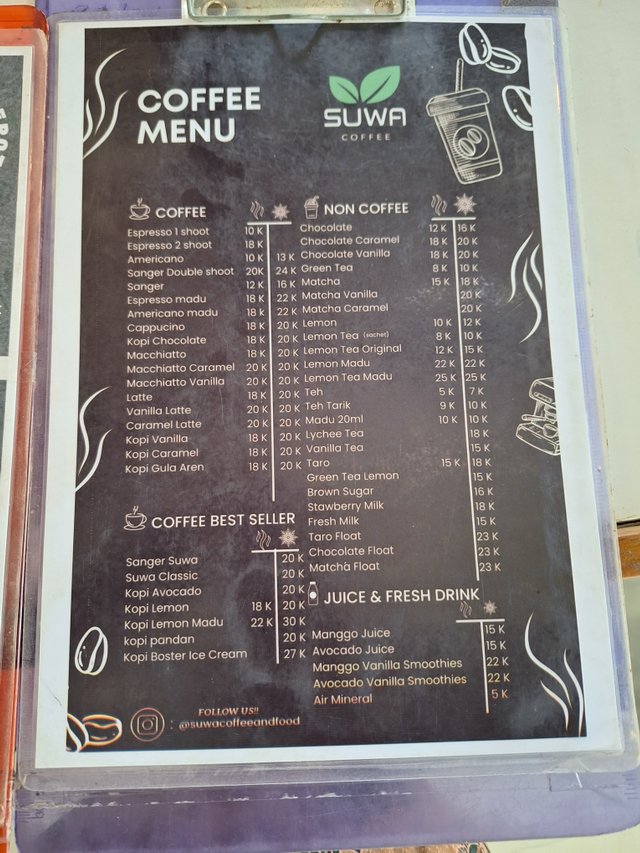 COFFEE
MENU
SUWA
COFFEE
COFFEE
Espresso 1 shoot 10 K
Espresso 2 shoot 18 K
Americano 10 K 13 K
Sanger Double shoot 20K 24 K
Sanger 12 K 16 K
Espresso madu 18 K 22 K
Americano madu 18 K 22 K
Cappucino 18 K 20 K
Kopi Chocolate 18 K 20 K
Macchiatto 18 K 20 K
Macchiatto Caramel 20 K 20 K
Macchiatto Vanilla 20 K 20 K
Latte 18 K 20 K
Vanilla Latte 20 K 20 K
Caramel Latte 20 K 20 K
Kopi Vanilla 18 K 20 K
Kopi Caramel 18 K 20 K
Kopi Gula Aren 18 K 20 K
COFFEE BEST SELLER
Sanger Suwa 20 K
Suwa Classic 20 K
Kopi Avocado 20 K
Kopi Lemon 18 K 20 K
Kopi Lemon Madu 22 K 30 K
kopi pandan 20 K
Kopi Boster Ice Cream 27 K
NON COFFEE
Chocolate 12 K 16 K
Chocolate Caramel 18 K 20 K
Chocolate Vanilla 18 K 20 K
Green Tea 8 K 10 K
Matcha 15 K 18 K
Matcha Vanilla 20 K
Matcha Caramel 20 K
Lemon 10 K 12 K
Lemon Tea (sachet) 8 K 10 K
Lemon Tea Original 12 K 15 K
Lemon Madu 22 K 22 K
Lemon Tea Madu 25 K 25 K
Teh 5 K 7 K
Teh Tarik 9 K 10 K
Madu 20ml 10 K 10 K
Lychee Tea 18 K
Vanilla Tea 15 K
Taro 15 K 18 K
Green Tea Lemon 15 K
Brown Sugar 16 K
Stawberry Milk 18 K
Fresh Milk 15 K
Taro Float 23 K
Chocolate Float 23 K
Matcha Float 23 K
JUICE & FRESH DRINK
Manggo Juice 15 K
Avocado Juice 15 K
Manggo Vanilla Smoothies 22 K
Avocado Vanilla Smoothies 22 K
Air Mineral 5 K
FOLLOW US!!
: @suwacoffeeandfood